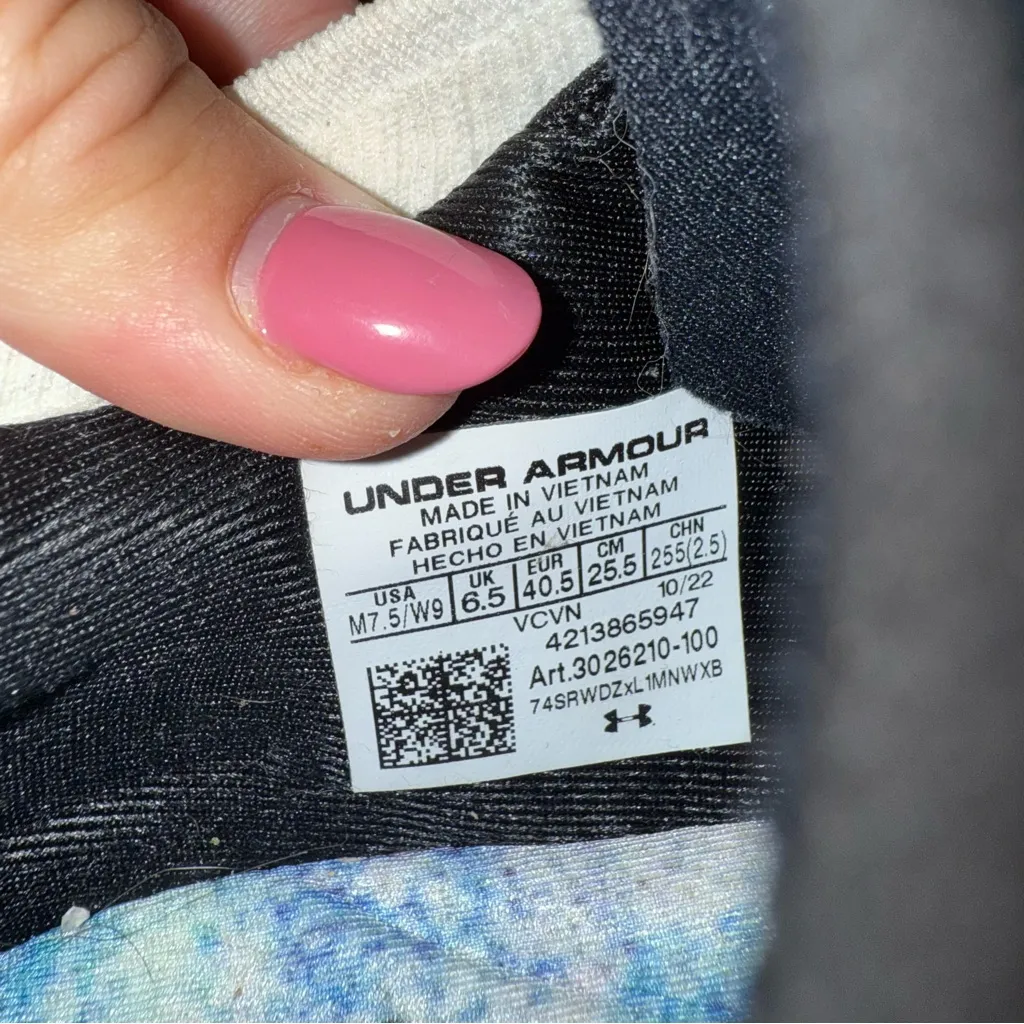 UNDER ARMOUR
MADE IN VIETNAM
FABRIQUÉ AU VIETNAM
HECHO EN VIETNAM
USA UK EUR CM CHN
M7.5/W9 6.5 40.5 25.5 255(2.5)
VCVN 10/22
4213865947
Art.3026210-100
74SRWDZxL1MNWXB